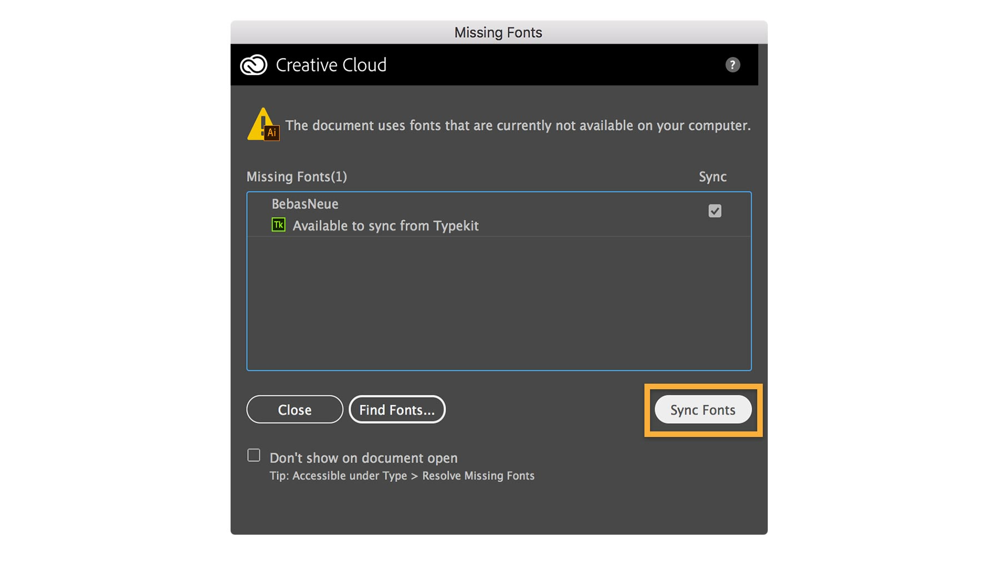 Missing Fonts
Creative Cloud
?
Ai
The document uses fonts that are currently not available on your computer.
Missing Fonts(1) Sync
BebasNeue
Tk Available to sync from Typekit
Close Find Fonts... Sync Fonts
Don't show on document open
Tip: Accessible under Type > Resolve Missing Fonts